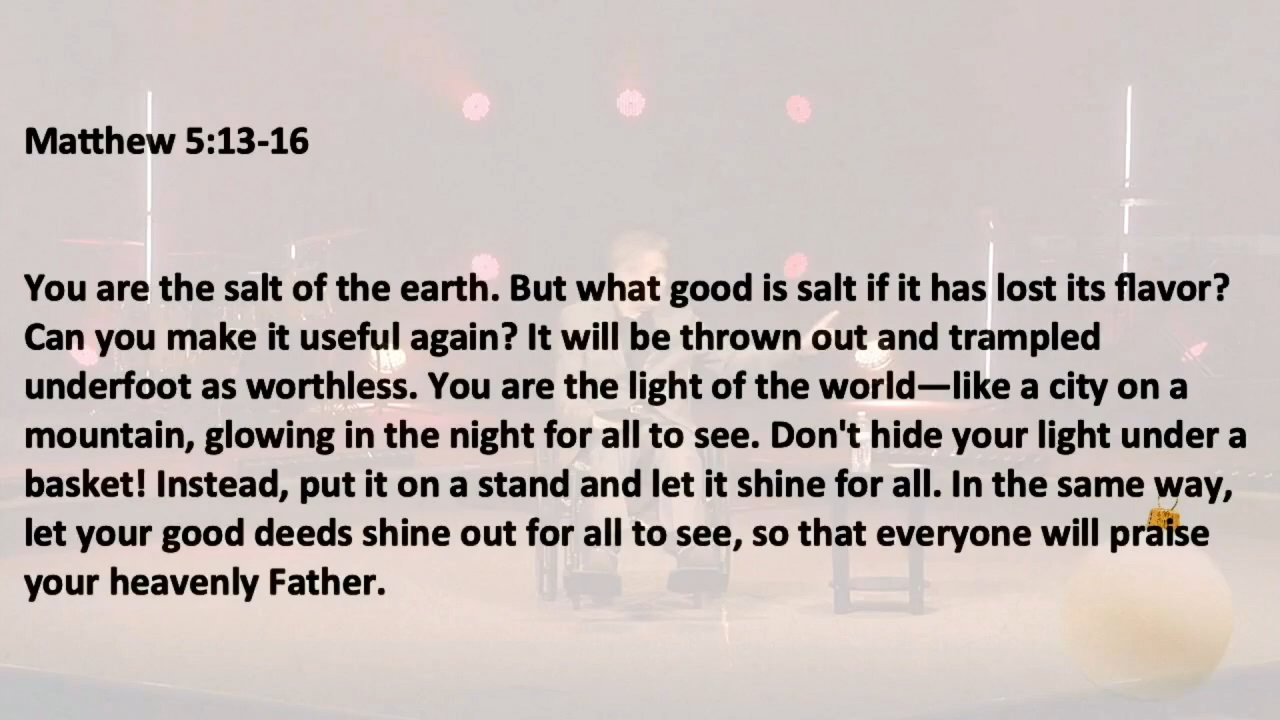 Matthew 5:13-16
You are the salt of the earth. But what good is salt if it has lost its flavor?
Can you make it useful again? It will be thrown out and trampled
underfoot as worthless. You are the light of the world—like a city on a
mountain, glowing in the night for all to see. Don't hide your light under a
basket! Instead, put it on a stand and let it shine for all. In the same way,
let your good deeds shine out for all to see, so that everyone will praise
your heavenly Father.